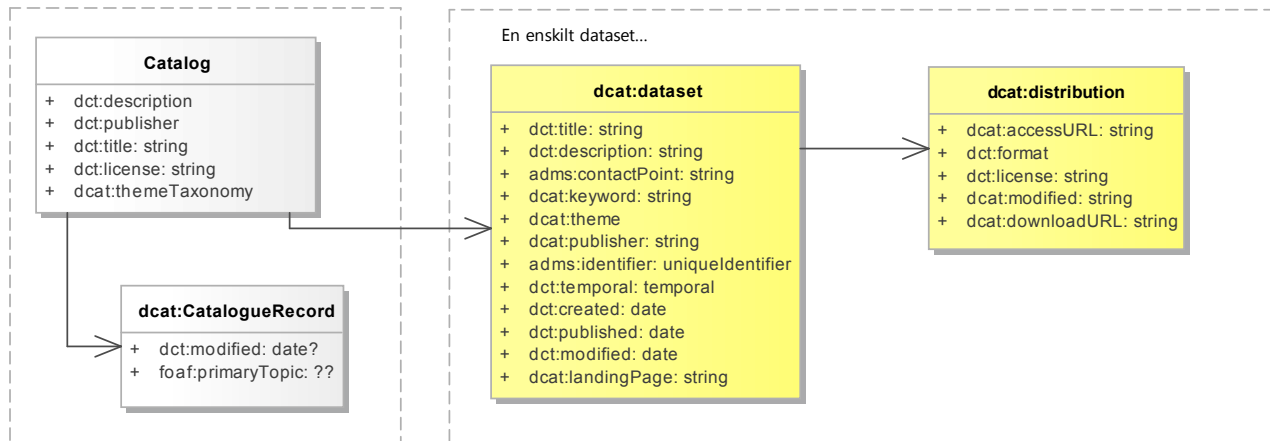 Catalog
+ dct:description
+ dct:publisher
+ dct:title: string
+ dct:license: string
+ dcat:themeTaxonomy
dcat:CatalogueRecord
+ dct:modified: date?
+ foaf:primaryTopic: ??
En enskilt dataset...
dcat:dataset
+ dct:title: string
+ dct:description: string
+ adms:contactPoint: string
+ dcat:keyword: string
+ dcat:theme
+ dcat:publisher: string
+ adms:identifier: uniqueIdentifier
+ dct:temporal: temporal
+ dct:created: date
+ dct:published: date
+ dct:modified: date
+ dcat:landingPage: string
dcat:distribution
+ dcat:accessURL: string
+ dct:format
+ dct:license: string
+ dcat:modified: string
+ dcat:downloadURL: string